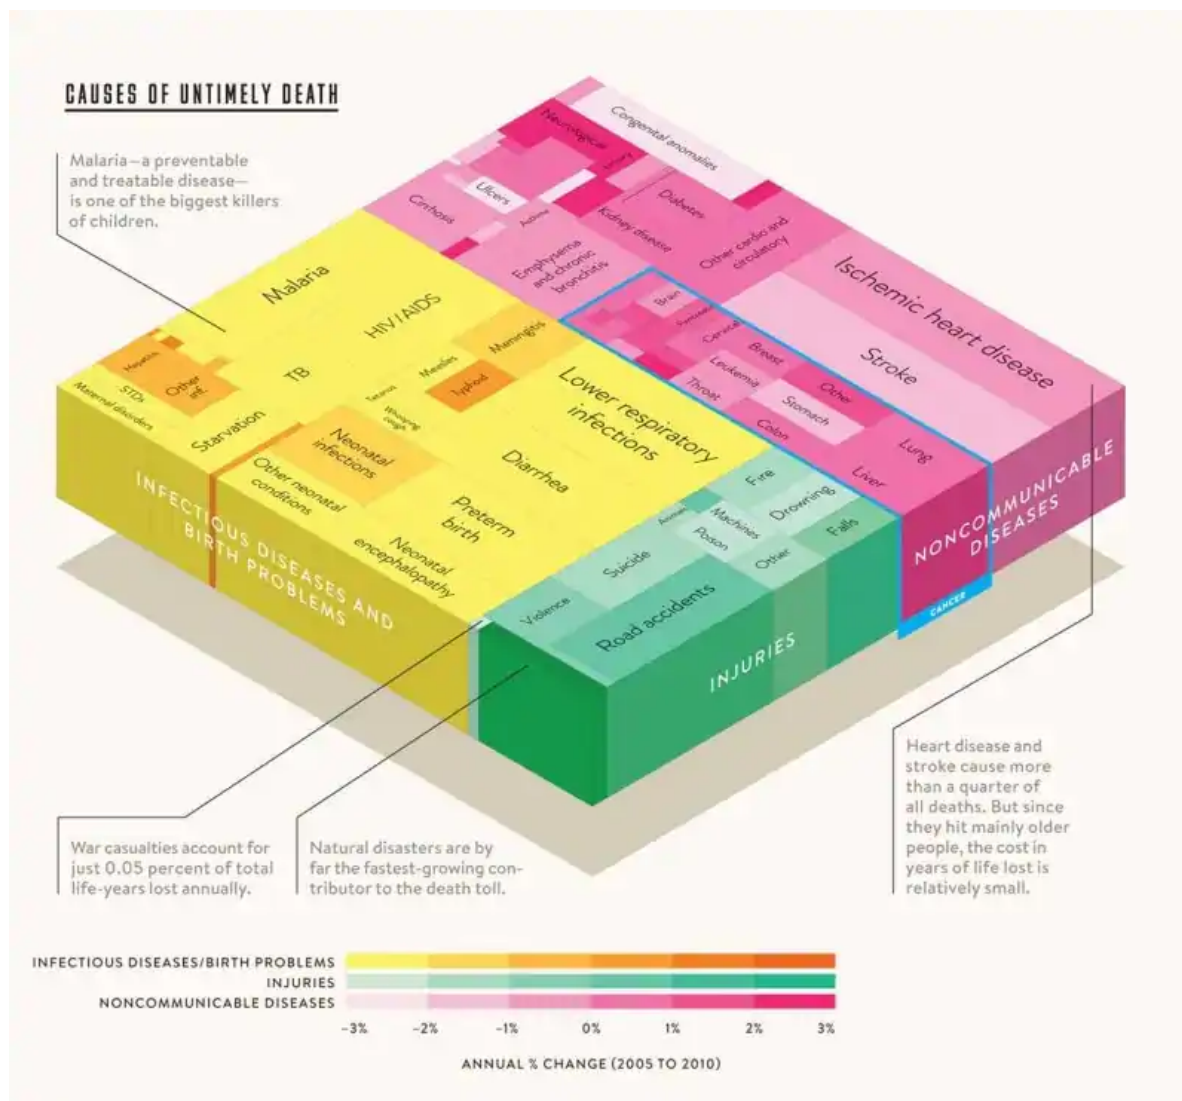 CAUSES OF UNTIMELY DEATH
Malaria—a preventable
and treatable disease—
is one of the biggest killers
of children.
Neurological
Congenital anomalies
Urinary
Ulcers
Cirrhosis
Asthma
Diabetes
Kidney disease
Other cardio and
circulatory
Emphysema
and chronic
bronchitis
Ischemic heart disease
Stroke
Brain
Pancreatic
Cervical
Breast
Leukemia
Other
Throat
Stomach
Colon
Lung
Liver
Malaria
HIV/AIDS
Meningitis
Measles
Typhoid
TB
Tetanus
Whooping
cough
Hepatitis
Other
inf.
STDs
Maternal disorders
Starvation
Lower respiratory
infections
Neonatal
infections
Diarrhea
Other neonatal
conditions
Preterm
birth
Neonatal
encephalopathy
Fire
Drowning
Animals
Machines
Poison
Falls
Other
Suicide
Violence
Road accidents
INFECTIOUS DISEASES AND
BIRTH PROBLEMS
INJURIES
NONCOMMUNICABLE
DISEASES
CANCER
War casualties account for
just 0.05 percent of total
life-years lost annually.
Natural disasters are by
far the fastest-growing con-
tributor to the death toll.
Heart disease and
stroke cause more
than a quarter of
all deaths. But since
they hit mainly older
people, the cost in
years of life lost is
relatively small.
INFECTIOUS DISEASES/BIRTH PROBLEMS
INJURIES
NONCOMMUNICABLE DISEASES
-3% -2% -1% 0% 1% 2% 3%
ANNUAL % CHANGE (2005 TO 2010)